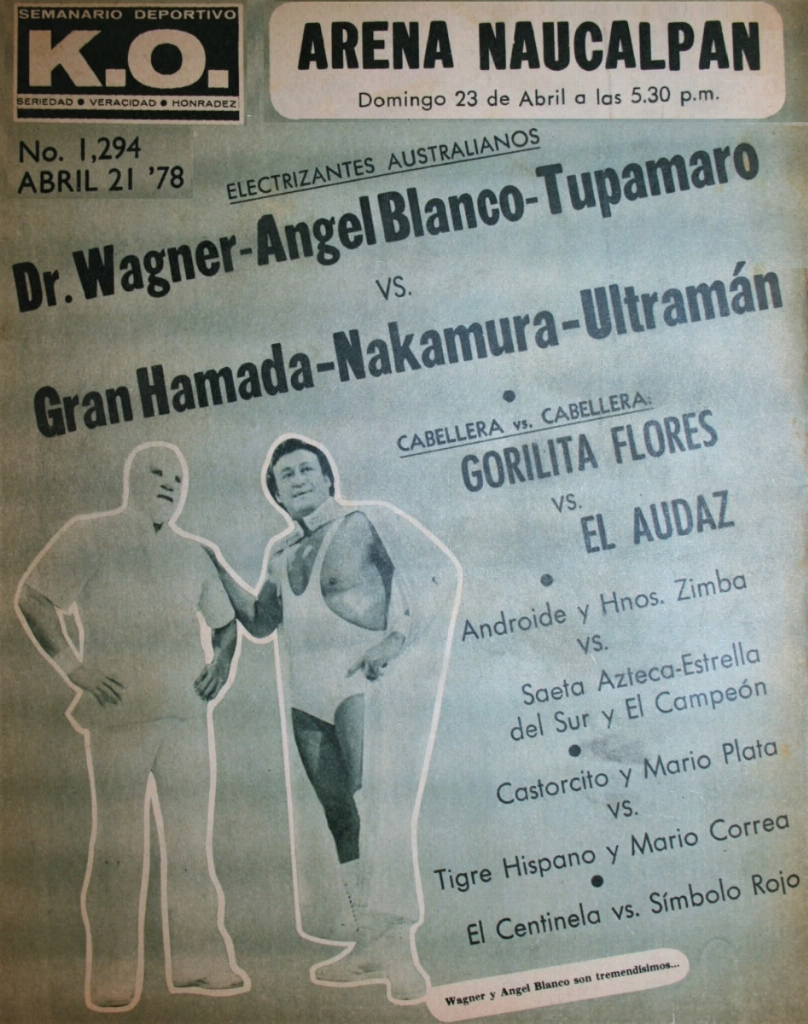 SEMANARIO DEPORTIVO
K.O.
SERIEDAD • VERACIDAD • HONRADEZ
ARENA NAUCALPAN
Domingo 23 de Abril a las 5.30 p.m.
No. 1,294
ABRIL 21 '78
ELECTRIZANTES AUSTRALIANOS
Dr. Wagner-Angel Blanco-Tupamaro
VS.
Gran Hamada-Nakamura-Ultramán
CABELLERA vs. CABELLERA:
GORILITA FLORES
VS.
EL AUDAZ
Androide y Hnos. Zimba
VS.
Saeta Azteca-Estrella
del Sur y El Campeón
Castorcito y Mario Plata
VS.
Tigre Hispano y Mario Correa
El Centinela vs. Símbolo Rojo
Wagner y Angel Blanco son tremendísimos...